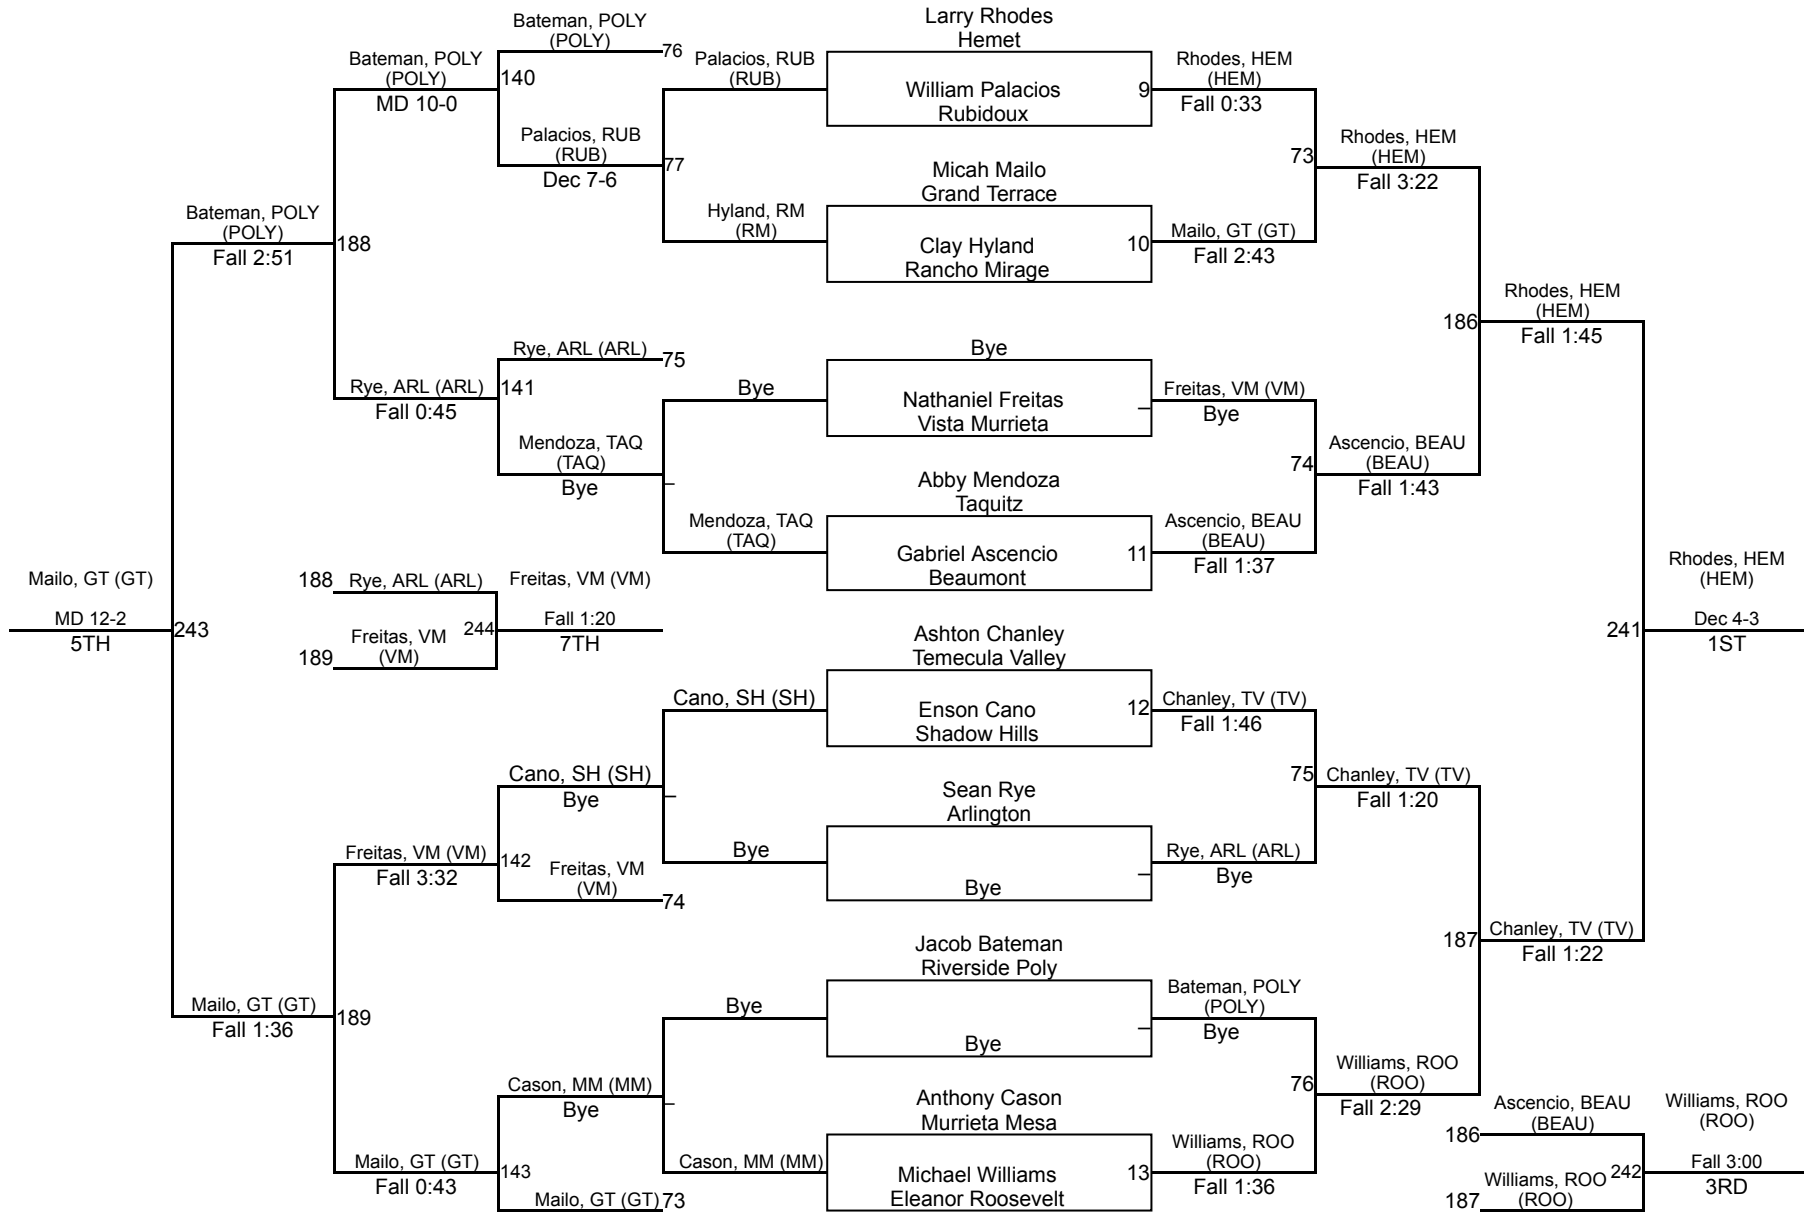 Bateman, POLY
(POLY)
76
Bateman, POLY
(POLY)
140
MD 10-0
Palacios, RUB
(RUB)
Dec 7-6
77
Palacios, RUB
(RUB)
Hyland, RM
(RM)
Bateman, POLY
(POLY)
188
Fall 2:51
Rye, ARL (ARL)
75
Rye, ARL (ARL)
141
Fall 0:45
Mendoza, TAQ
(TAQ)
Bye
_
Bye
Mendoza, TAQ
(TAQ)
Mailo, GT (GT)
MD 12-2
5TH
243
188
Rye, ARL (ARL)
189
Freitas, VM
(VM)
244
Freitas, VM (VM)
Fall 1:20
7TH
Cano, SH (SH)
Cano, SH (SH)
Bye
_
Bye
Freitas, VM (VM)
142
Fall 3:32
Freitas, VM
(VM)
74
Mailo, GT (GT)
189
Fall 1:36
Bye
Cason, MM (MM)
Bye
_
Cason, MM (MM)
Mailo, GT (GT)
143
Fall 0:43
Mailo, GT (GT)
73
Larry Rhodes
Hemet
William Palacios
Rubidoux
9
Micah Mailo
Grand Terrace
Clay Hyland
Rancho Mirage
10
Bye
Nathaniel Freitas
Vista Murrieta
_
Abby Mendoza
Taquitz
Gabriel Ascencio
Beaumont
11
Ashton Chanley
Temecula Valley
Enson Cano
Shadow Hills
12
Sean Rye
Arlington
Bye
_
Jacob Bateman
Riverside Poly
Bye
_
Anthony Cason
Murrieta Mesa
Michael Williams
Eleanor Roosevelt
13
Rhodes, HEM
(HEM)
Fall 0:33
73
Mailo, GT (GT)
Fall 2:43
Rhodes, HEM
(HEM)
Fall 3:22
Freitas, VM (VM)
Bye
74
Ascencio, BEAU
(BEAU)
Fall 1:37
Ascencio, BEAU
(BEAU)
Fall 1:43
186
Rhodes, HEM
(HEM)
Fall 1:45
Chanley, TV (TV)
Fall 1:46
75
Rye, ARL (ARL)
Bye
Chanley, TV (TV)
Fall 1:20
Bateman, POLY
(POLY)
Bye
76
Williams, ROO
(ROO)
Fall 1:36
Williams, ROO
(ROO)
Fall 2:29
187
Chanley, TV (TV)
Fall 1:22
241
Rhodes, HEM
(HEM)
Dec 4-3
1ST
186
Ascencio, BEAU
(BEAU)
187
Williams, ROO
(ROO)
242
Williams, ROO
(ROO)
Fall 3:00
3RD